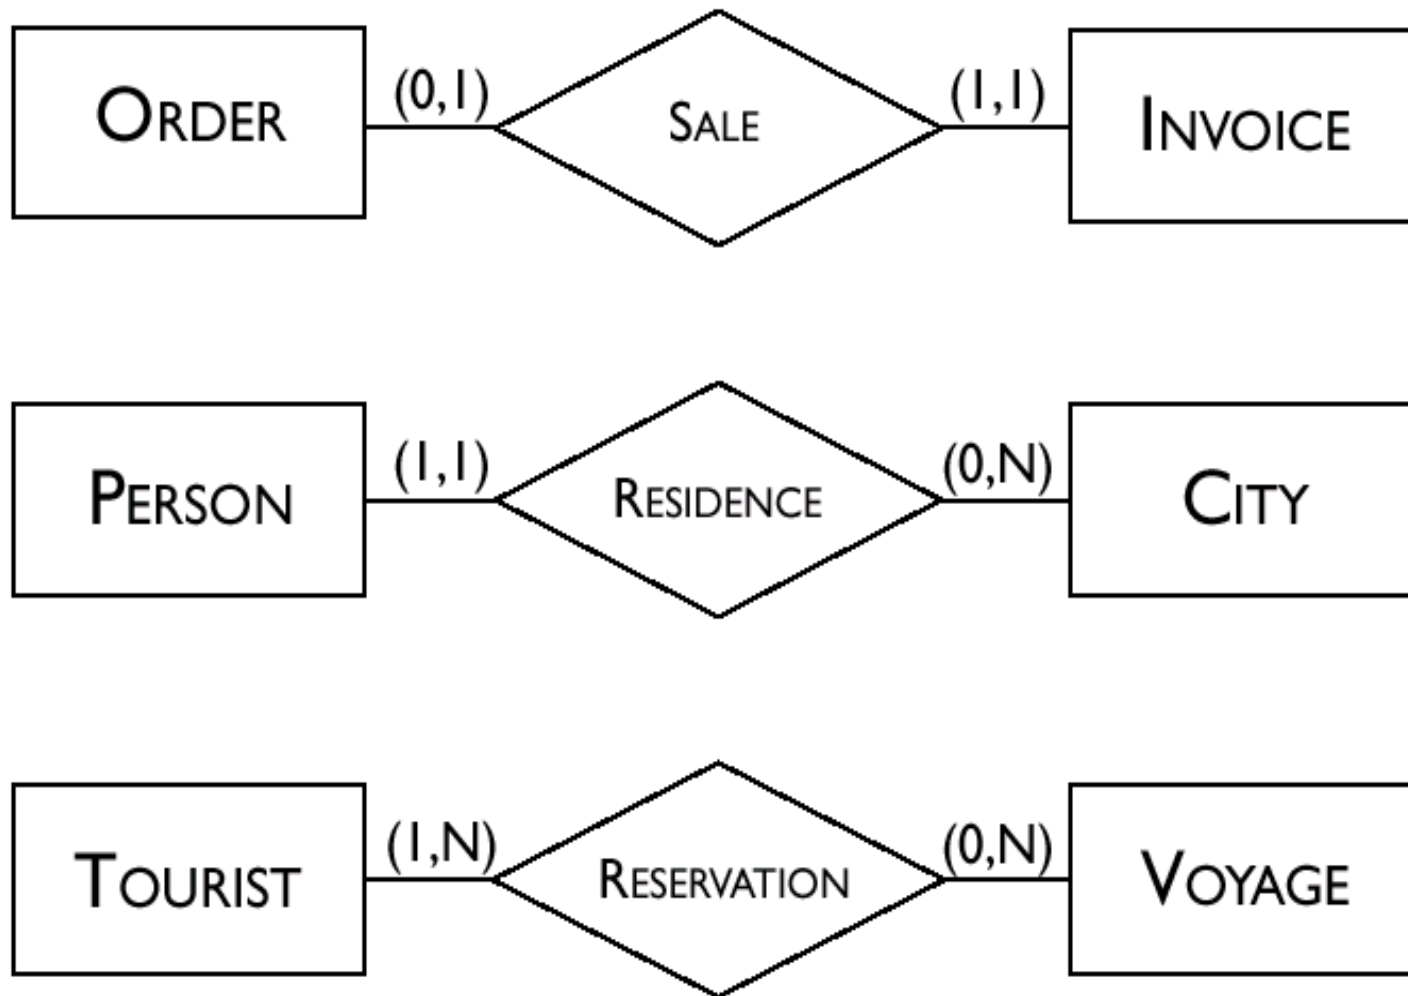 ORDER (0,1) SALE (1,1) INVOICE
PERSON (1,1) RESIDENCE (0,N) CITY
TOURIST (1,N) RESERVATION (0,N) VOYAGE